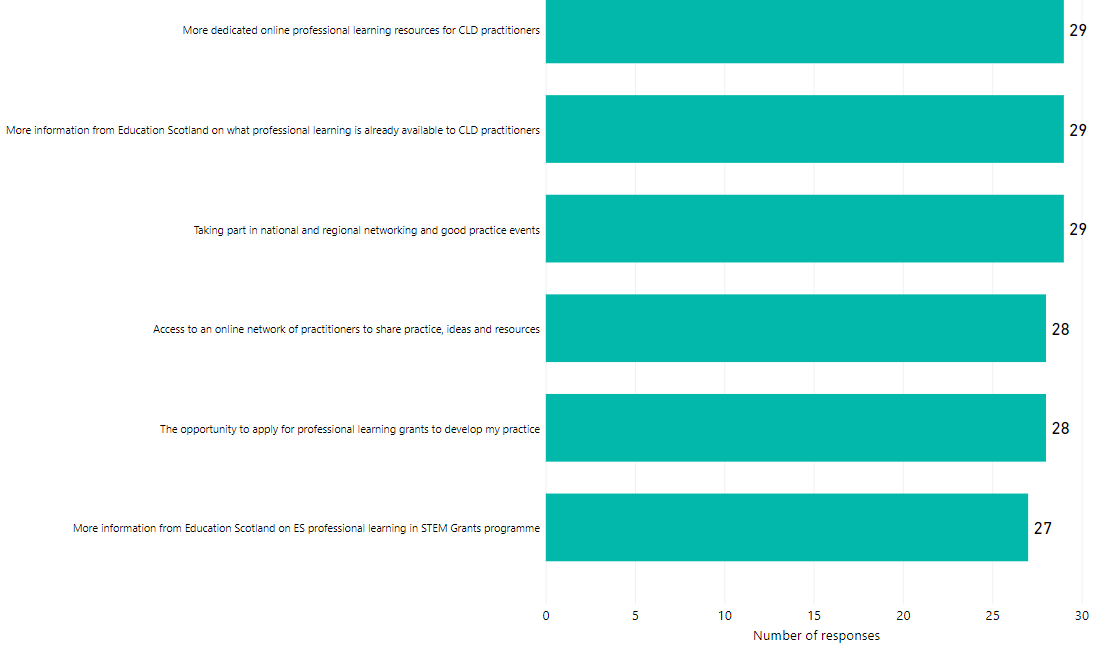 More dedicated online professional learning resources for CLD practitioners 29
More information from Education Scotland on what professional learning is already available to CLD practitioners 29
Taking part in national and regional networking and good practice events 29
Access to an online network of practitioners to share practice, ideas and resources 28
The opportunity to apply for professional learning grants to develop my practice 28
More information from Education Scotland on ES professional learning in STEM Grants programme 27
0 5 10 15 20 25 30
Number of responses